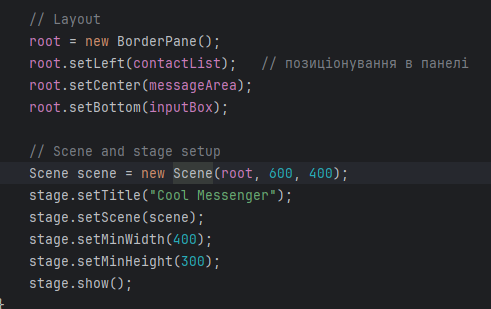 // Layout
root = new BorderPane();
root.setLeft(contactList);   // позиціонування в панелі
root.setCenter(messageArea);
root.setBottom(inputBox);
// Scene and stage setup
Scene scene = new Scene(root, 600, 400);
stage.setTitle("Cool Messenger");
stage.setScene(scene);
stage.setMinWidth(400);
stage.setMinHeight(300);
stage.show();
}